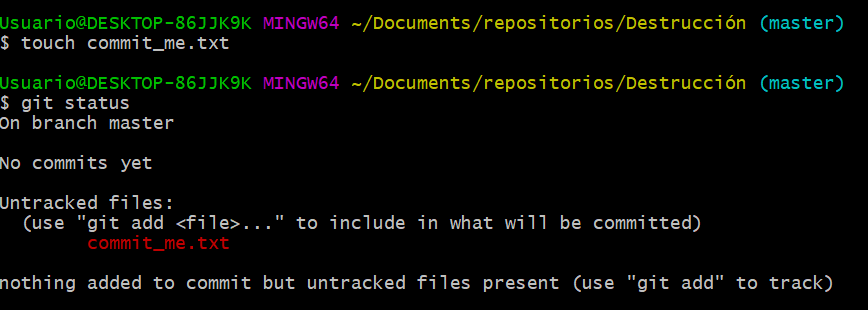 Usuario@DESKTOP-86JJK9K MINGW64 ~/Documents/repositorios/Destrucción (master)
$ touch commit_me.txt
Usuario@DESKTOP-86JJK9K MINGW64 ~/Documents/repositorios/Destrucción (master)
$ git status
On branch master
No commits yet
Untracked files:
(use "git add <file>..." to include in what will be committed)
commit_me.txt
nothing added to commit but untracked files present (use "git add" to track)